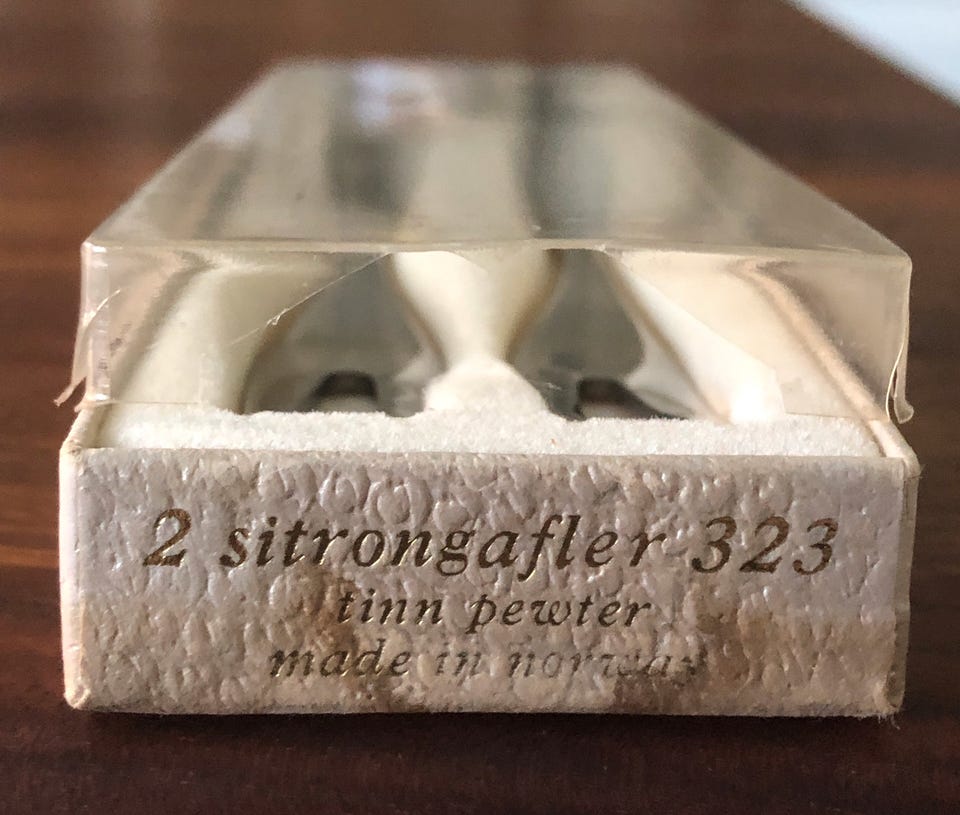 2 sitrongafler 323
tinn pewter
made in norway